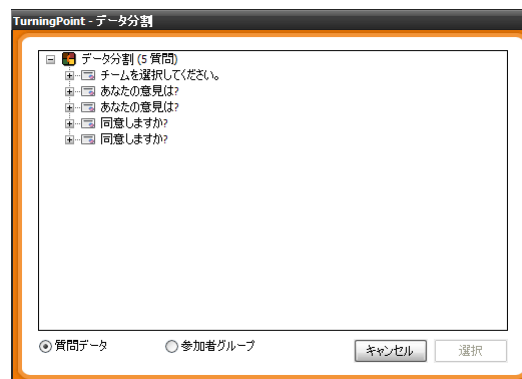 TurningPoint - データ分割
データ分割 (5 質問)
チームを選択してください。
あなたの意見は?
あなたの意見は?
同意しますか?
同意しますか?
質問データ 参加者グループ キャンセル 選択